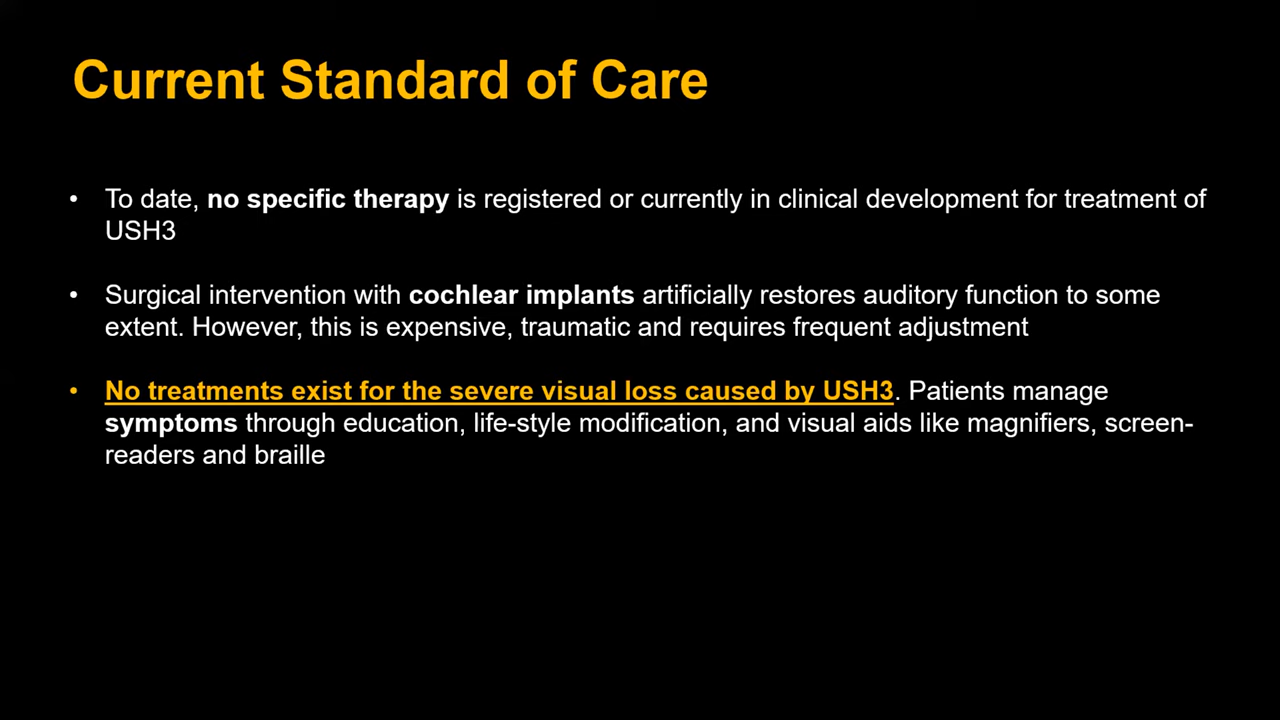 Current Standard of Care
• To date, no specific therapy is registered or currently in clinical development for treatment of
USH3
• Surgical intervention with cochlear implants artificially restores auditory function to some
extent. However, this is expensive, traumatic and requires frequent adjustment
• No treatments exist for the severe visual loss caused by USH3. Patients manage
symptoms through education, life-style modification, and visual aids like magnifiers, screen-
readers and braille